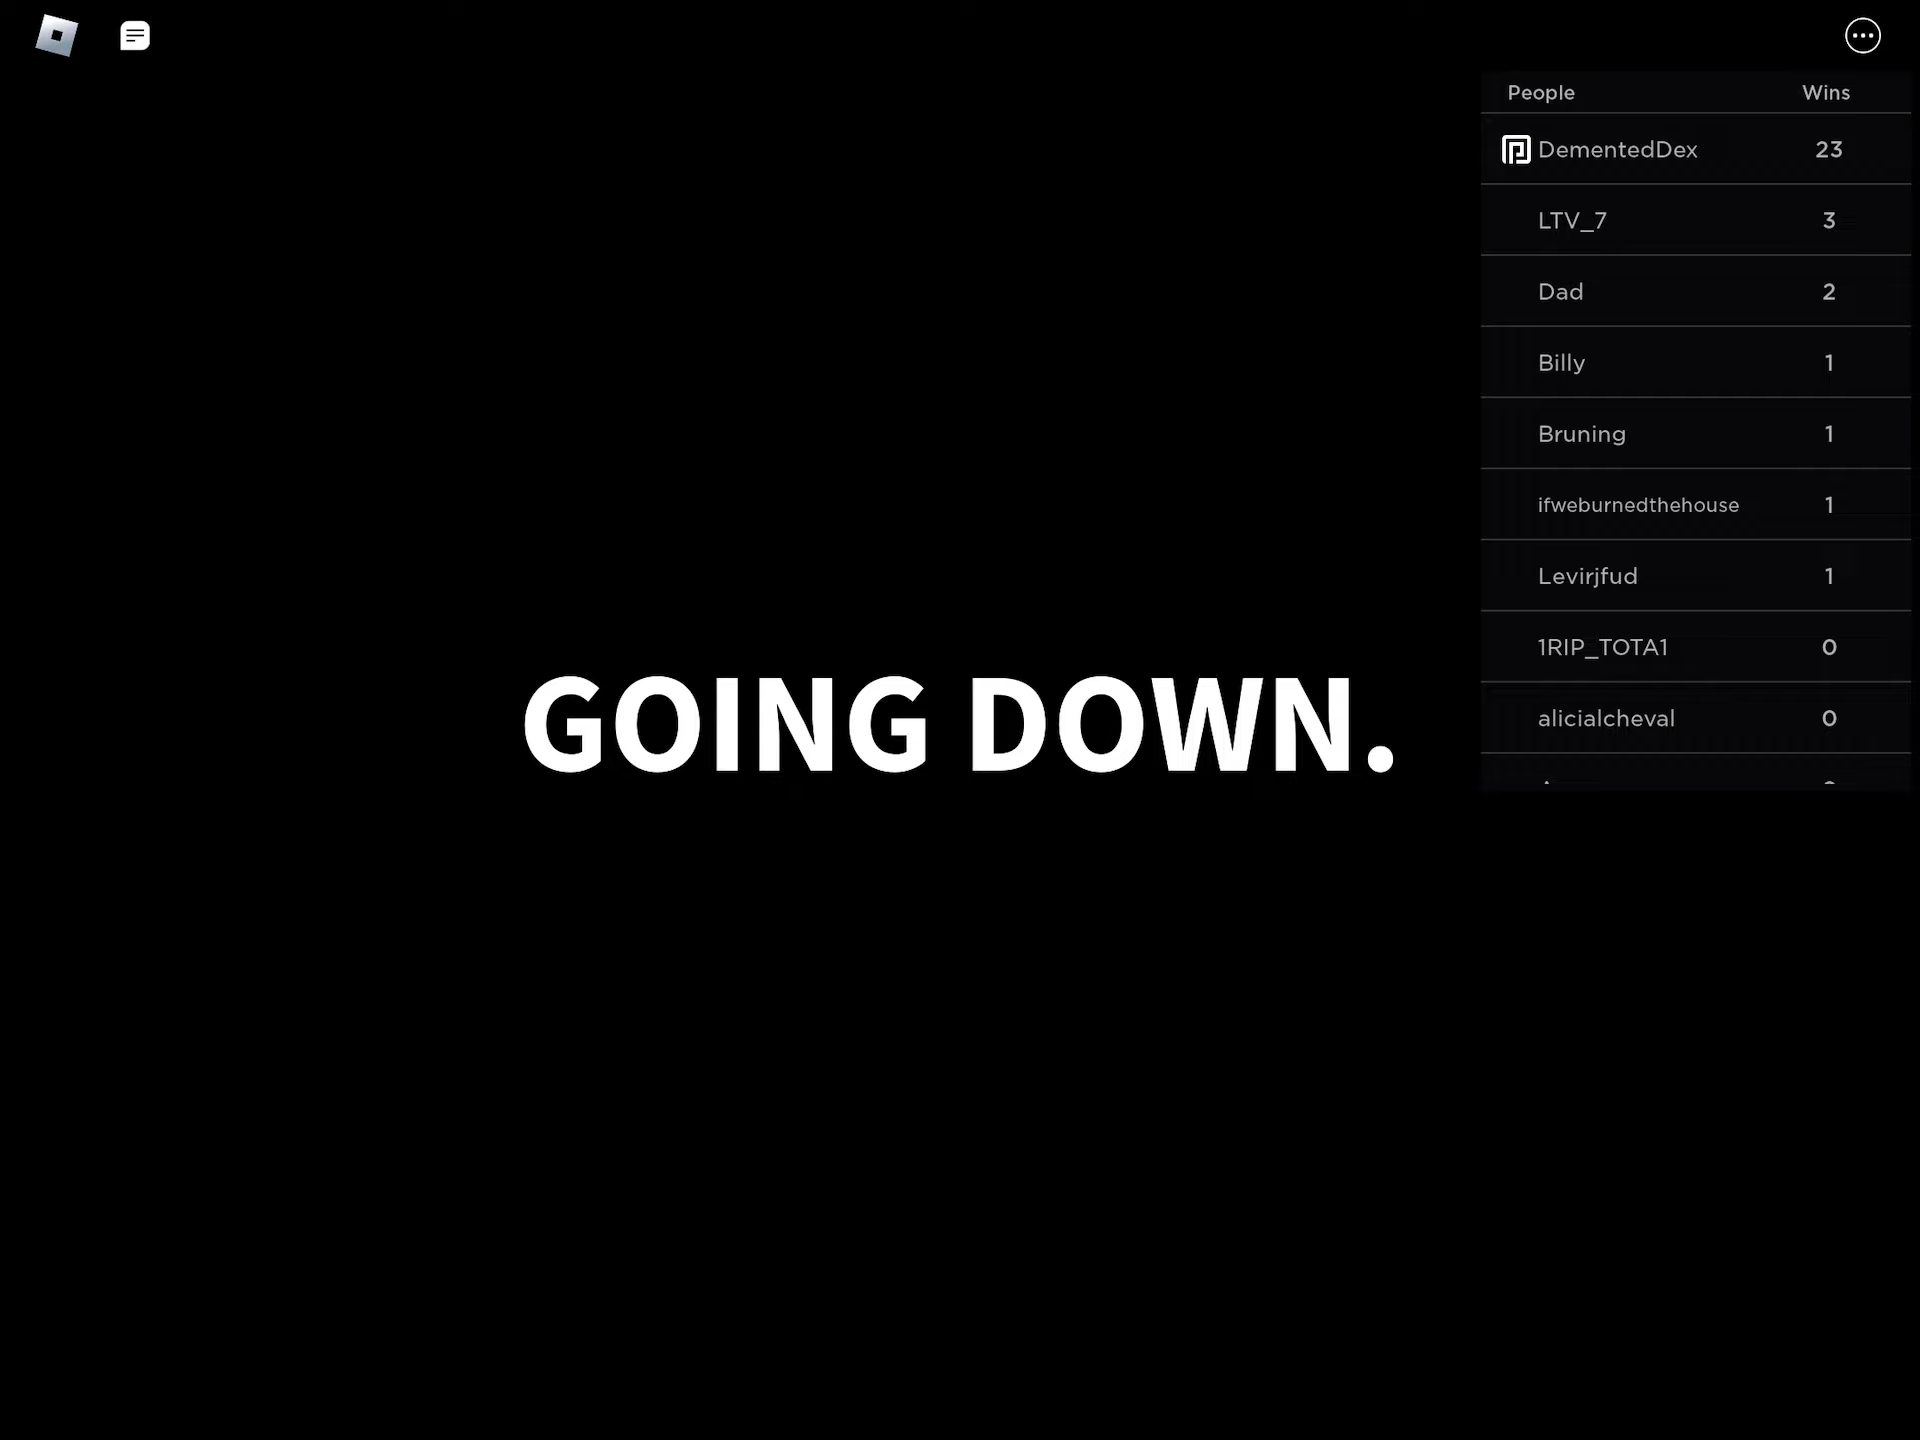 People Wins
DementedDex 23
LTV_7 3
Dad 2
Billy 1
Bruning 1
ifweburnedthehouse 1
Levirjfud 1
1RIP_TOTA1 0
alicialcheval 0
GOING DOWN.